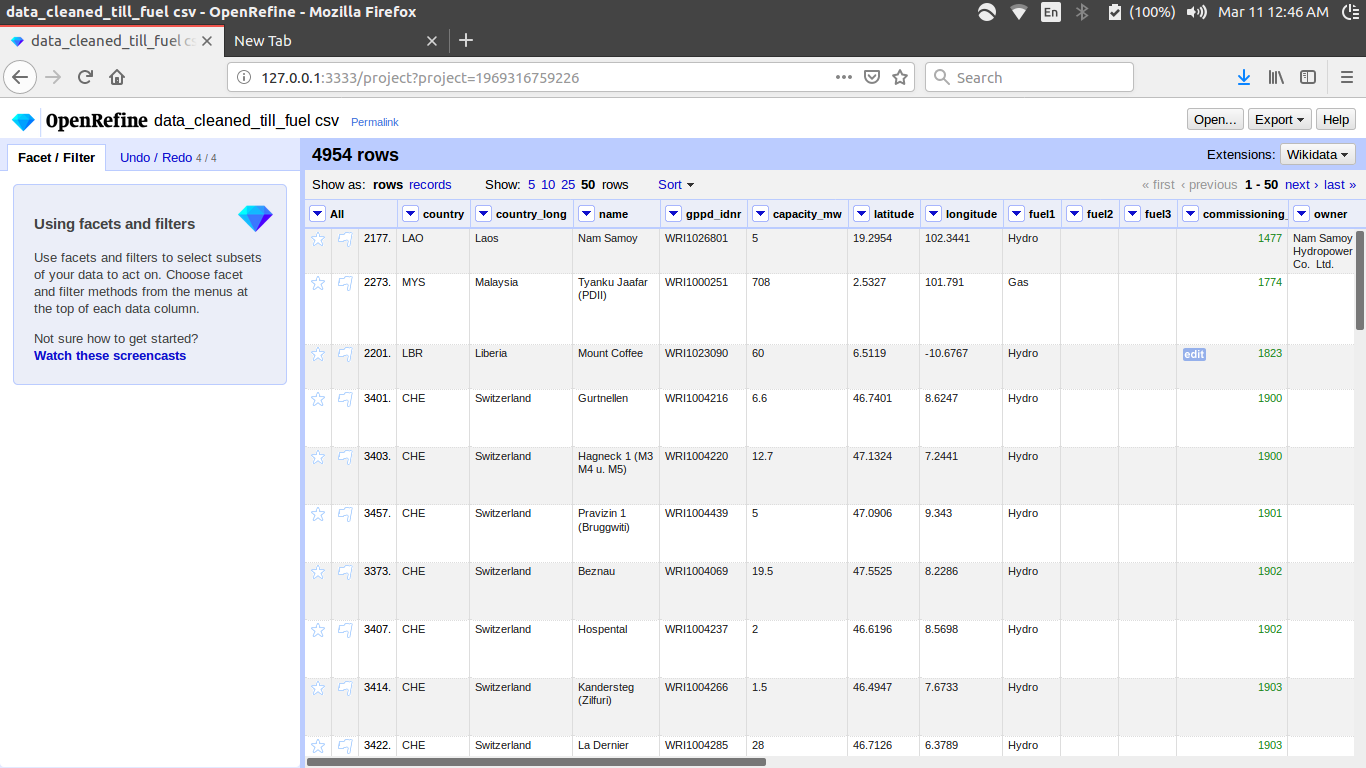 data_cleaned_till_fuel csv - OpenRefine - Mozilla Firefox
En (100%) Mar 11 12:46 AM
data_cleaned_till_fuel cs
New Tab
127.0.0.1:3333/project?project=1969316759226
Search
OpenRefine data_cleaned_till_fuel csv Permalink
Open... Export Help
Facet / Filter Undo / Redo 4 / 4
4954 rows
Extensions: Wikidata
Show as: rows records Show: 5 10 25 50 rows Sort
« first ‹ previous 1 - 50 next › last »
Using facets and filters
Use facets and filters to select subsets
of your data to act on. Choose facet
and filter methods from the menus at
the top of each data column.
Not sure how to get started?
Watch these screencasts
All country country_long name gppd_idnr capacity_mw latitude longitude fuel1 fuel2 fuel3 commissioning_ owner
2177. LAO Laos Nam Samoy WRI1026801 5 19.2954 102.3441 Hydro 1477 Nam Samoy
Hydropower
Co. Ltd.
2273. MYS Malaysia Tyanku Jaafar WRI1000251 708 2.5327 101.791 Gas 1774
(PDII)
2201. LBR Liberia Mount Coffee WRI1023090 60 6.5119 -10.6767 Hydro edit 1823
3401. CHE Switzerland Gurtnellen WRI1004216 6.6 46.7401 8.6247 Hydro 1900
3403. CHE Switzerland Hagneck 1 (M3 WRI1004220 12.7 47.1324 7.2441 Hydro 1900
M4 u. M5)
3457. CHE Switzerland Pravizin 1 WRI1004439 5 47.0906 9.343 Hydro 1901
(Bruggwiti)
3373. CHE Switzerland Beznau WRI1004069 19.5 47.5525 8.2286 Hydro 1902
3407. CHE Switzerland Hospental WRI1004237 2 46.6196 8.5698 Hydro 1902
3414. CHE Switzerland Kandersteg WRI1004266 1.5 46.4947 7.6733 Hydro 1903
(Zilfuri)
3422. CHE Switzerland La Dernier WRI1004285 28 46.7126 6.3789 Hydro 1903